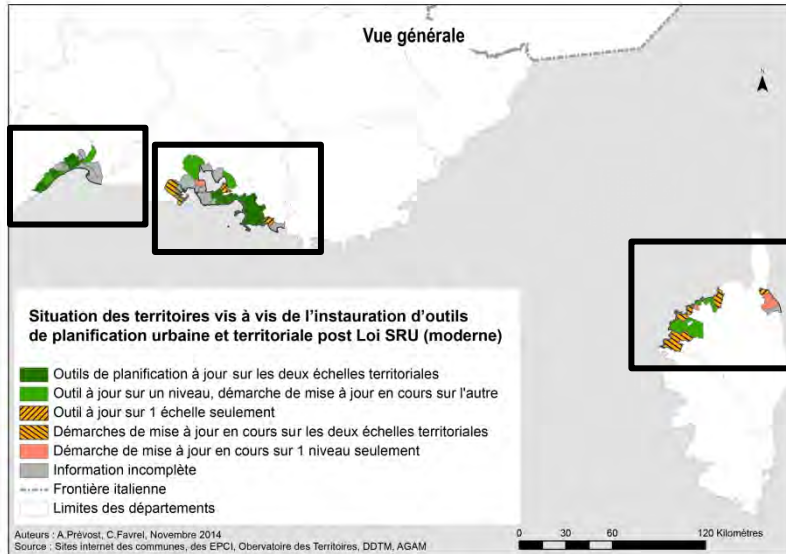 Vue générale
N
Situation des territoires vis à vis de l'instauration d'outils
de planification urbaine et territoriale post Loi SRU (moderne)
Outils de planification à jour sur les deux échelles territoriales
Outil à jour sur un niveau, démarche de mise à jour en cours sur l'autre
Outil à jour sur 1 échelle seulement
Démarches de mise à jour en cours sur les deux échelles territoriales
Démarche de mise à jour en cours sur 1 niveau seulement
Information incomplète
Frontière italienne
Limites des départements
Auteurs : A.Prévost, C.Favrel, Novembre 2014
Source : Sites internet des communes, des EPCI, Obervatoire des Territoires, DDTM, AGAM
0 30 60 120 Kilomètres